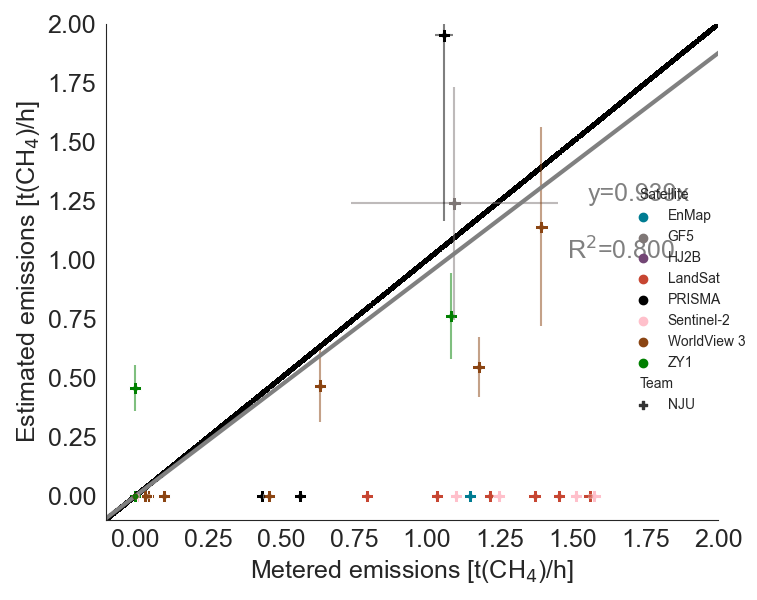 2.00
1.75
1.50
1.25
1.00
0.75
0.50
0.25
0.00
Estimated emissions [t(CH₄)/h]
y=0.939x
R²=0.800
Satellite
EnMap
GF5
HJ2B
LandSat
PRISMA
Sentinel-2
WorldView 3
ZY1
Team
NJU
0.00 0.25 0.50 0.75 1.00 1.25 1.50 1.75 2.00
Metered emissions [t(CH₄)/h]